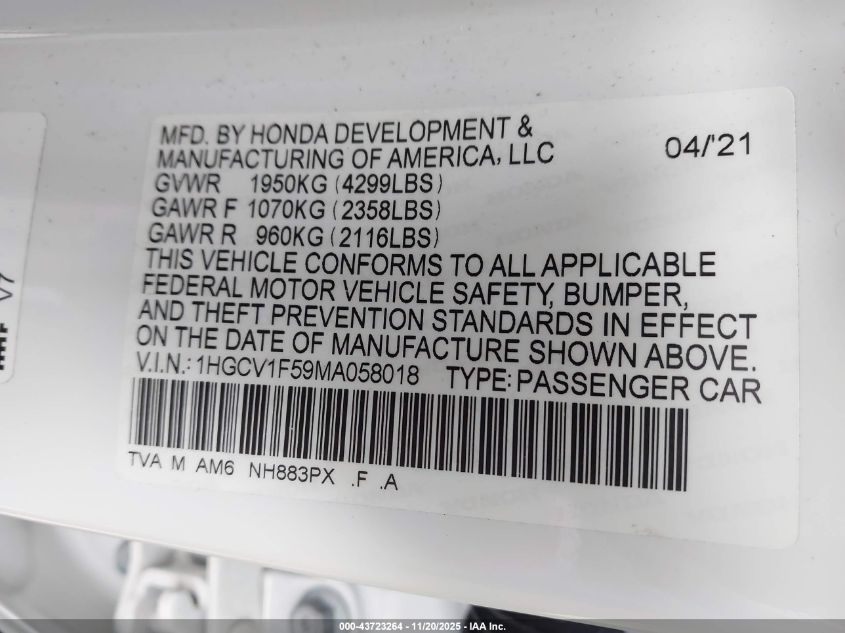 MFD. BY HONDA DEVELOPMENT &
MANUFACTURING OF AMERICA, LLC 04/'21
GVWR 1950KG (4299LBS)
GAWR F 1070KG (2358LBS)
GAWR R 960KG (2116LBS)
THIS VEHICLE CONFORMS TO ALL APPLICABLE
FEDERAL MOTOR VEHICLE SAFETY, BUMPER,
AND THEFT PREVENTION STANDARDS IN EFFECT
ON THE DATE OF MANUFACTURE SHOWN ABOVE.
V.I.N.: 1HGCV1F59MA058018 TYPE: PASSENGER CAR
TVA M AM6 NH883PX .F .A
V7
000-43723264 - 11/20/2025 - IAA Inc.